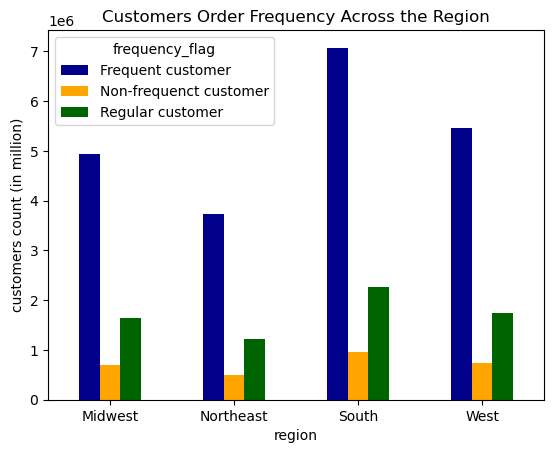 Customers Order Frequency Across the Region
1e6
frequency_flag
Frequent customer
Non-frequenct customer
Regular customer
customers count (in million)
7
6
5
4
3
2
1
0
Midwest Northeast South West
region